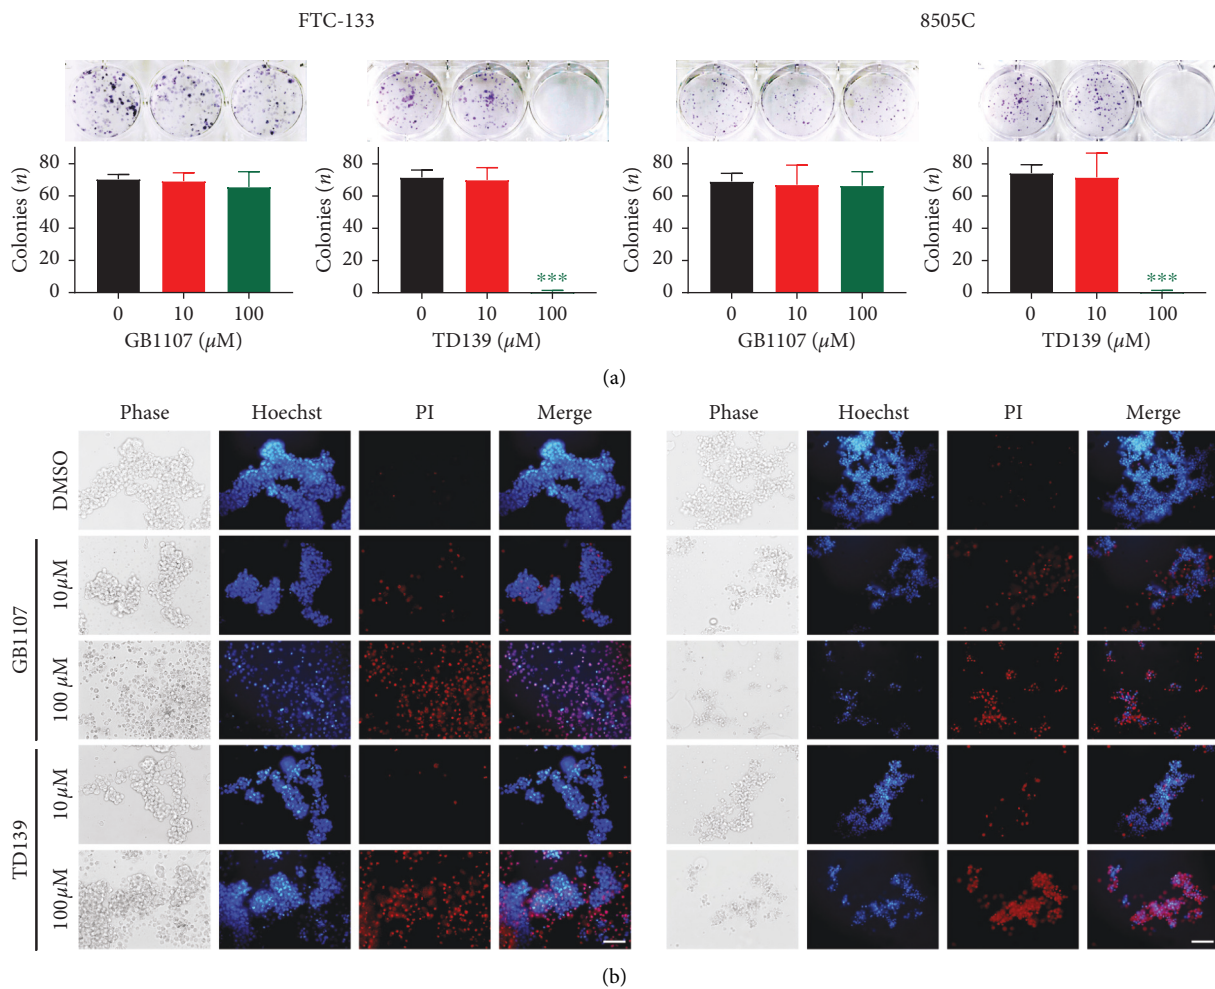 FTC-133
8505C
Colonies (n)
80
60
40
20
0
0
10
100
GB1107 (μM)
Colonies (n)
80
60
40
20
0
***
0
10
100
TD139 (μM)
Colonies (n)
80
60
40
20
0
0
10
100
GB1107 (μM)
Colonies (n)
80
60
40
20
0
***
0
10
100
TD139 (μM)
(a)
Phase
Hoechst
PI
Merge
Phase
Hoechst
PI
Merge
DMSO
GB1107
10 μM
100 μM
TD139
10 μM
100 μM
(b)